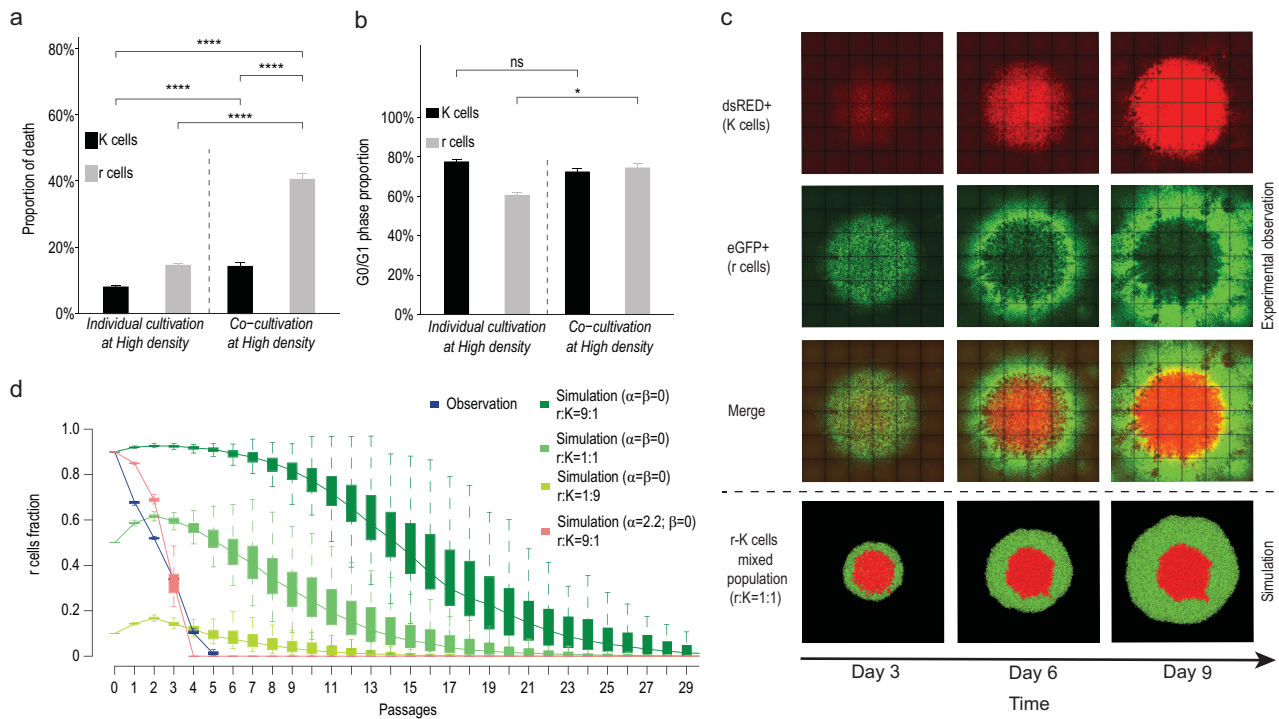 a
80%
60%
40%
20%
0%
Proportion of death
****
****
****
****
K cells
r cells
Individual cultivation
at High density
Co−cultivation
at High density
b
100%
80%
60%
40%
20%
0%
G0/G1 phase proportion
ns
*
K cells
r cells
Individual cultivation
at High density
Co−cultivation
at High density
c
dsRED+
(K cells)
eGFP+
(r cells)
Merge
r-K cells
mixed
population
(r:K=1:1)
Experimental observation
Simulation
Day 3
Day 6
Day 9
Time
d
Observation
Simulation (α=β=0)
r:K=9:1
Simulation (α=β=0)
r:K=1:1
Simulation (α=β=0)
r:K=1:9
Simulation (α=2.2; β=0)
r:K=9:1
1.0
0.8
0.6
0.4
0.2
0
r cells fraction
0 1 2 3 4 5 6 7 8 9 11 13 15 17 19 21 23 25 27 29
Passages